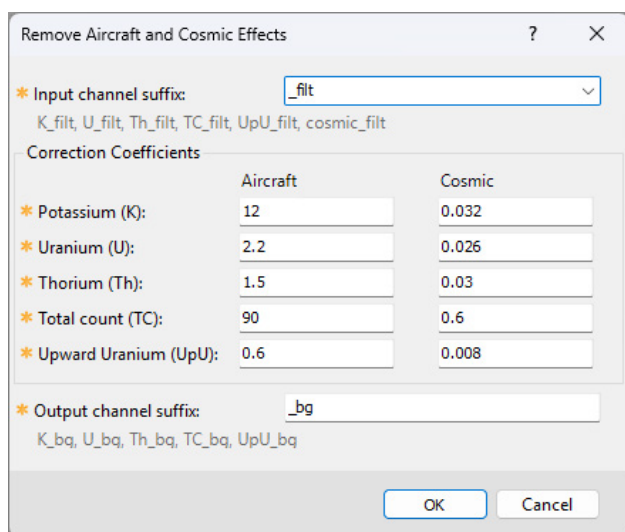 Remove Aircraft and Cosmic Effects ?
* Input channel suffix: _filt
K_filt, U_filt, Th_filt, TC_filt, UpU_filt, cosmic_filt
Correction Coefficients
Aircraft Cosmic
* Potassium (K): 12 0.032
* Uranium (U): 2.2 0.026
* Thorium (Th): 1.5 0.03
* Total count (TC): 90 0.6
* Upward Uranium (UpU): 0.6 0.008
* Output channel suffix: _bg
K_bg, U_bg, Th_bg, TC_bg, UpU_bg
OK Cancel